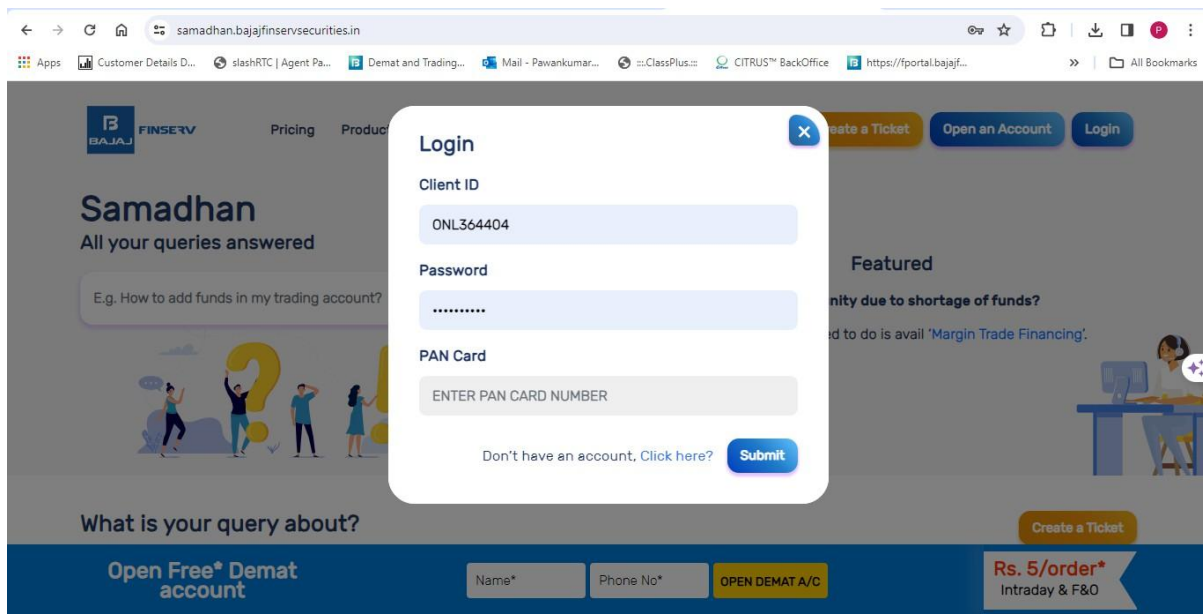 samadhan.bajajfinservsecurities.in
P
Apps Customer Details D... slashRTC | Agent Pa... Demat and Trading... Mail - Pawankumar... :::.ClassPlus.::: CITRUS™ BackOffice https://fportal.bajajf... » All Bookmarks
BAJAJ FINSERV Pricing Produc eate a Ticket Open an Account Login
Login
Client ID
ONL364404
Password
••••••••••
PAN Card
ENTER PAN CARD NUMBER
Don't have an account, Click here? Submit
Samadhan
All your queries answered
E.g. How to add funds in my trading account?
Featured
nity due to shortage of funds?
ed to do is avail 'Margin Trade Financing'.
What is your query about?
Create a Ticket
Open Free* Demat
account
Name* Phone No* OPEN DEMAT A/C
Rs. 5/order*
Intraday & F&O